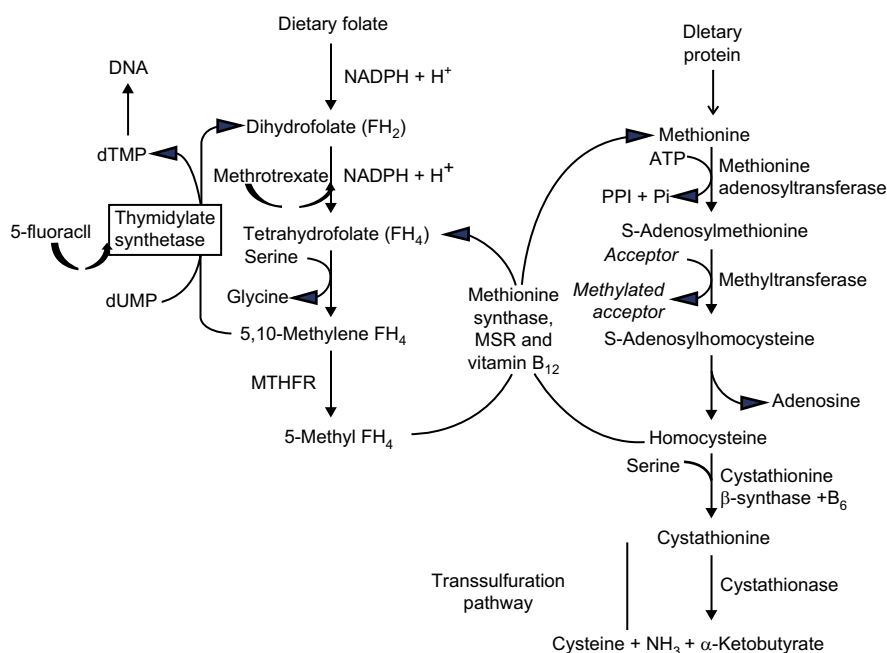 Dietary folate
NADPH + H+
Dihydrofolate (FH2)
Methrotrexate
NADPH + H+
Tetrahydrofolate (FH4)
Serine
Glycine
5,10-Methylene FH4
MTHFR
5-Methyl FH4
DNA
dTMP
Thymidylate
synthetase
5-fluoracll
dUMP
Methionine
synthase,
MSR and
vitamin B12
Dletary
protein
Methionine
ATP
Methionine
adenosyltransferase
PPI + Pi
S-Adenosylmethionine
Acceptor
Methyltransferase
Methylated
acceptor
S-Adenosylhomocysteine
Adenosine
Homocysteine
Serine
Cystathionine
β-synthase +B6
Cystathionine
Transsulfuration
pathway
Cystathionase
Cysteine + NH3 + α-Ketobutyrate